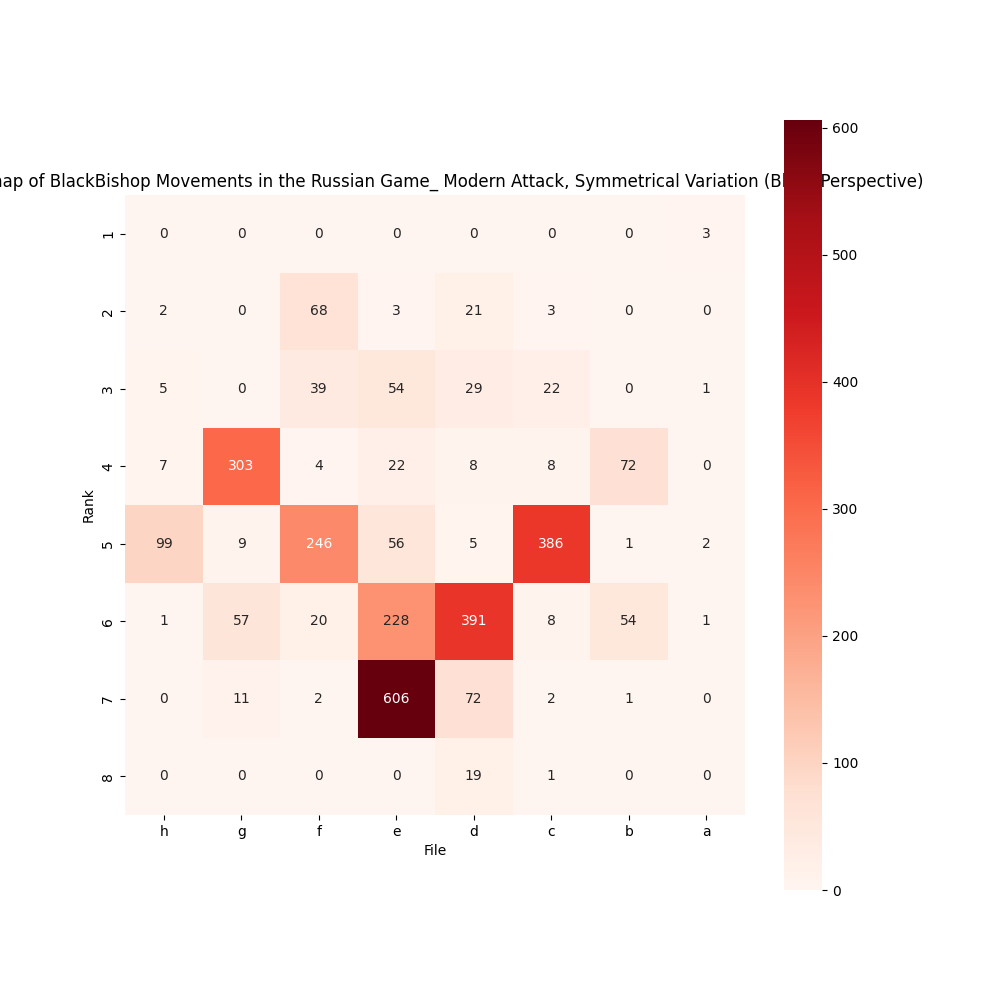 ap of BlackBishop Movements in the Russian Game_ Modern Attack, Symmetrical Variation (Bl Perspective)
600
500
400
300
200
100
0
Rank
1 0 0 0 0 0 0 0 3
2 2 0 68 3 21 3 0 0
3 5 0 39 54 29 22 0 1
4 7 303 4 22 8 8 72 0
5 99 9 246 56 5 386 1 2
6 1 57 20 228 391 8 54 1
7 0 11 2 606 72 2 1 0
8 0 0 0 0 19 1 0 0
h g f e d c b a
File